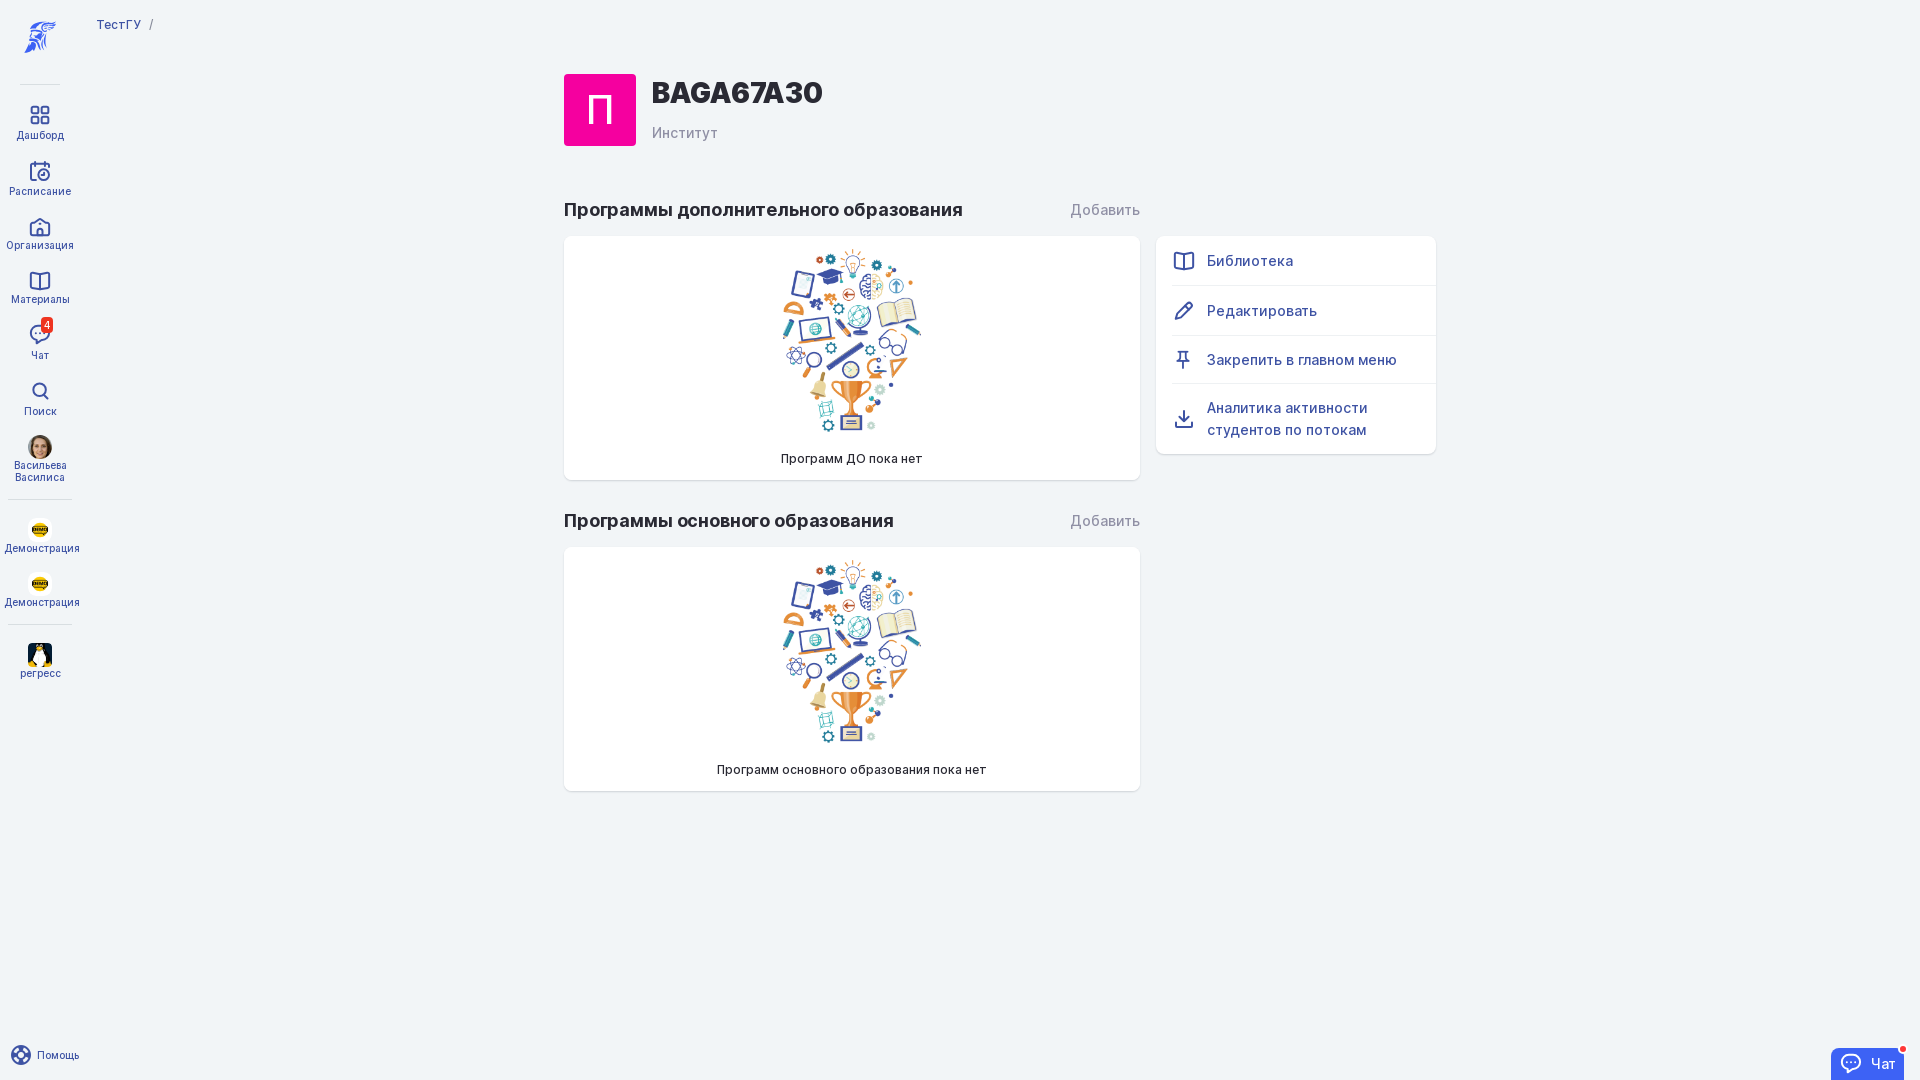 ТестГУ /
П
BAGA67A30
Институт
Дашборд
Расписание
Организация
Материалы
4
Чат
Поиск
Васильева
Василиса
DEMO
Демонстрация
DEMO
Демонстрация
регресс
Помощь
Программы дополнительного образования
Добавить
Программ ДО пока нет
Программы основного образования
Добавить
Программ основного образования пока нет
Библиотека
Редактировать
Закрепить в главном меню
Аналитика активности
студентов по потокам
Чат